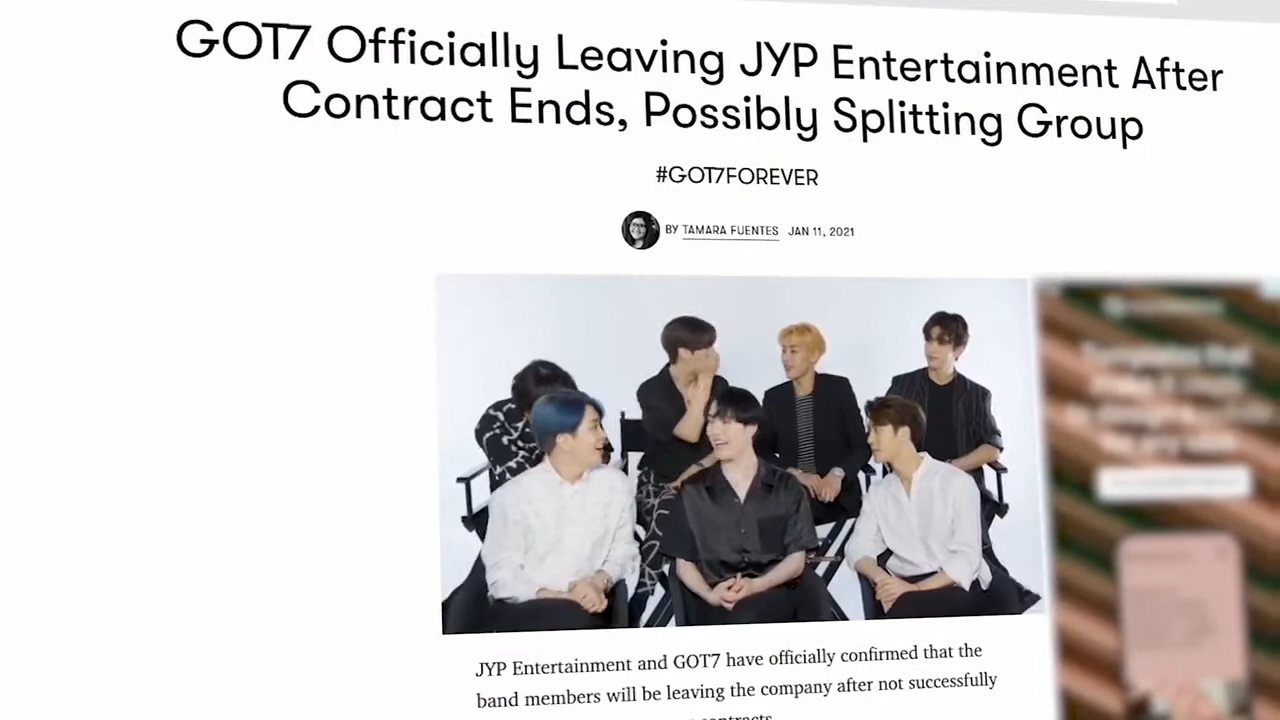 GOT7 Officially Leaving JYP Entertainment After
Contract Ends, Possibly Splitting Group
#GOT7FOREVER
BY TAMARA FUENTES JAN 11, 2021
JYP Entertainment and GOT7 have officially confirmed that the
band members will be leaving the company after not successfully
contracts.